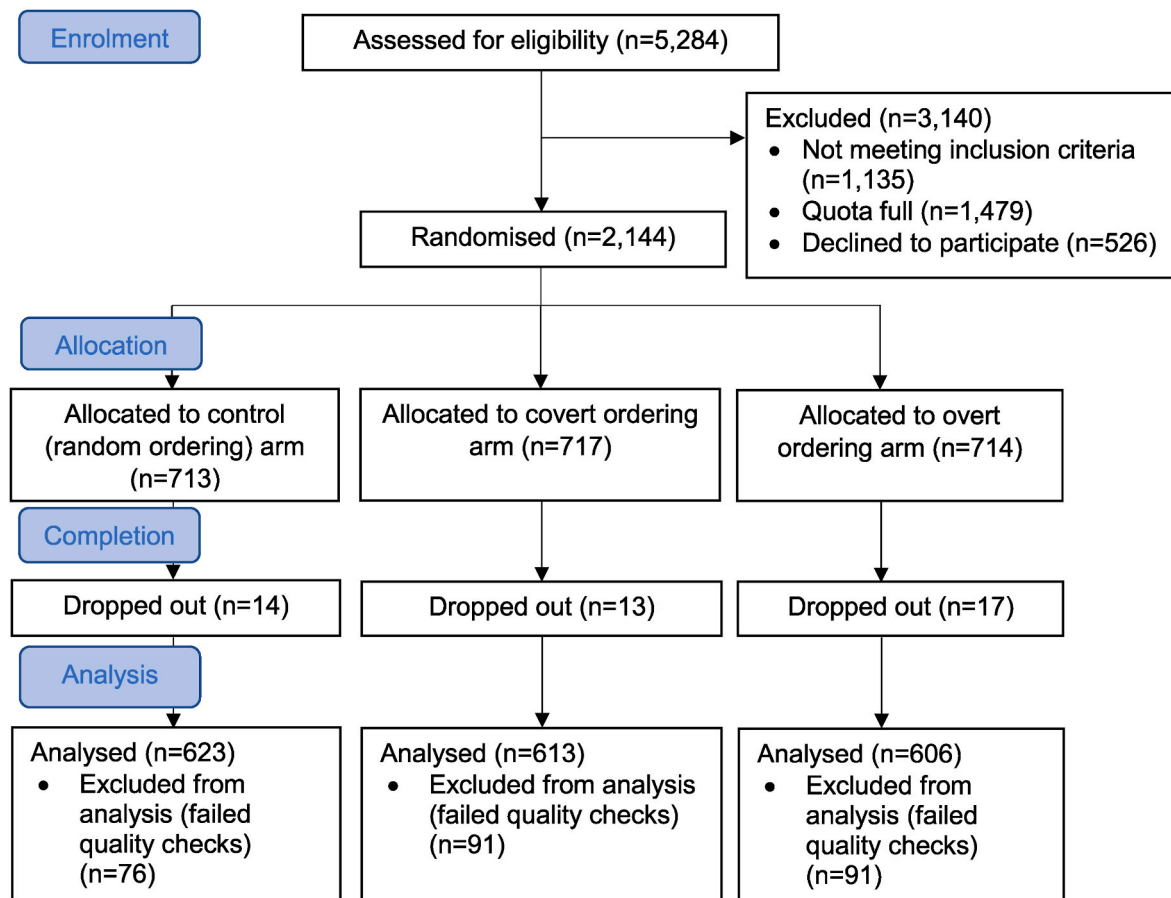 Enrolment
Assessed for eligibility (n=5,284)
Excluded (n=3,140)
• Not meeting inclusion criteria
(n=1,135)
• Quota full (n=1,479)
• Declined to participate (n=526)
Randomised (n=2,144)
Allocation
Allocated to control
(random ordering) arm
(n=713)
Allocated to covert ordering
arm (n=717)
Allocated to overt
ordering arm (n=714)
Completion
Dropped out (n=14)
Dropped out (n=13)
Dropped out (n=17)
Analysis
Analysed (n=623)
• Excluded from
analysis (failed
quality checks)
(n=76)
Analysed (n=613)
• Excluded from analysis
(failed quality checks)
(n=91)
Analysed (n=606)
• Excluded from
analysis (failed
quality checks)
(n=91)